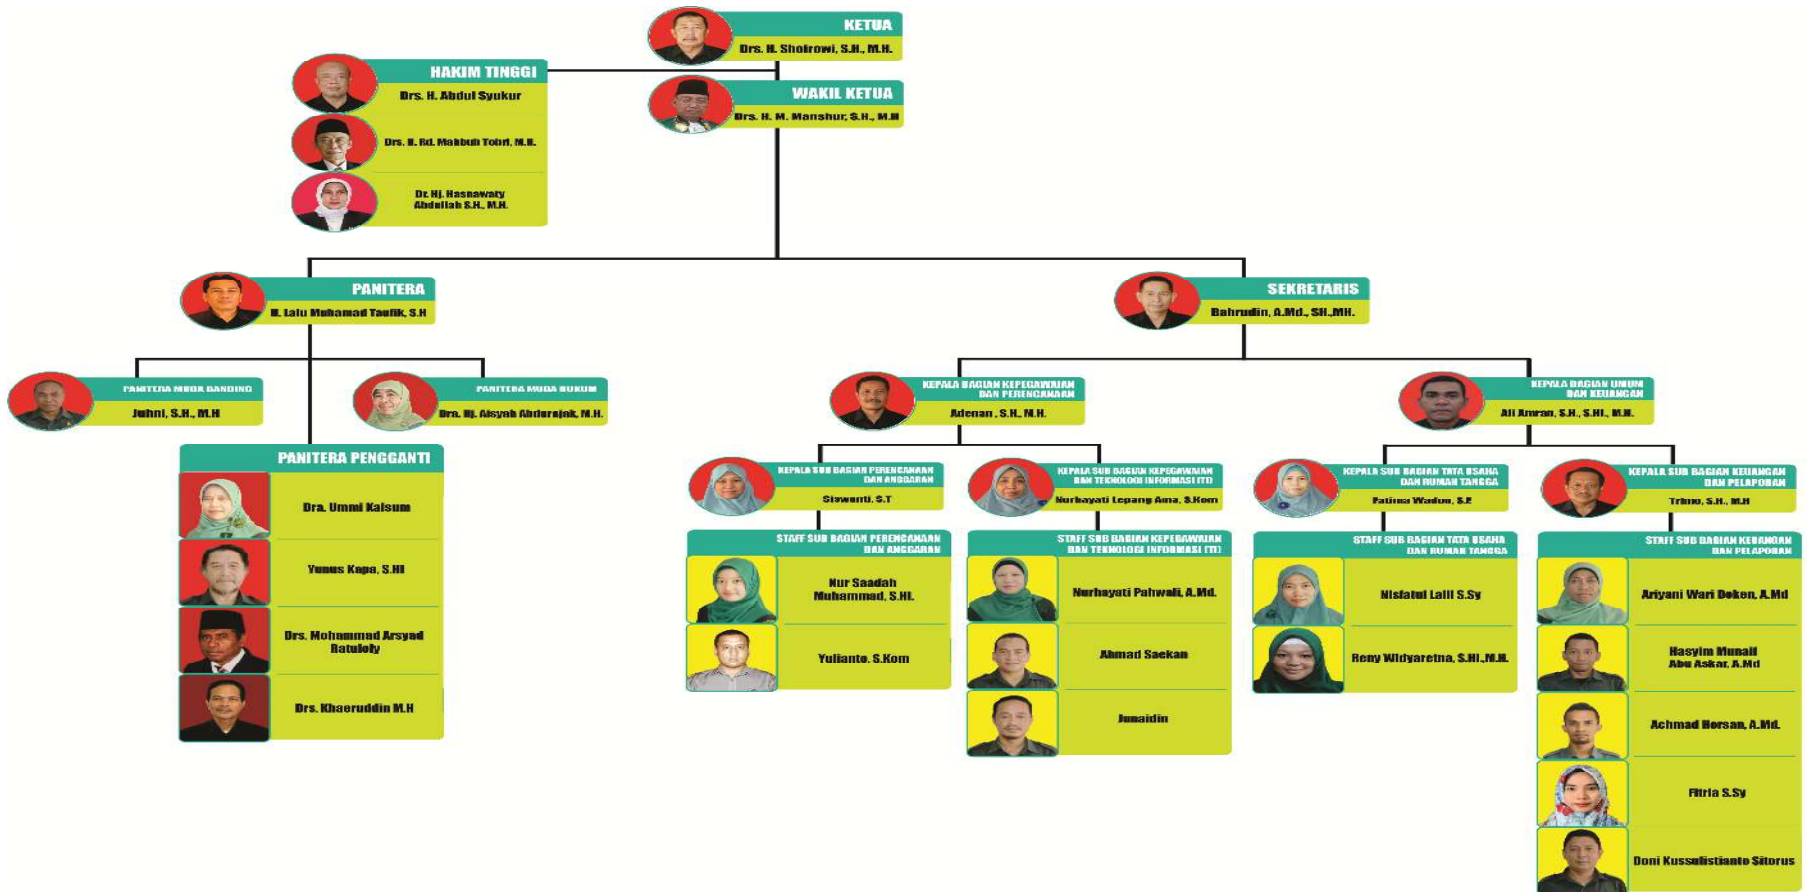 KETUA
Drs. H. Shofrowi, S.H., M.H.
HAKIM TINGGI
Drs. H. Abdul Syukur
Drs. H. Rd. Mahbub Tobri, M.H.
Dr. Hj. Hasnawaty
Abdullah S.H., M.H.
WAKIL KETUA
Drs. H. M. Manshur, S.H., M.H
PANITERA
H. Lalu Muhamad Taufik, S.H
SEKRETARIS
Bahrudin, A.Md., SH.,MH.
PANITERA MUDA BANDING
Juhni, S.H., M.H
PANITERA MUDA HUKUM
Dra. Hj. Aisyah Abdurajak, M.H.
KEPALA BAGIAN KEPEGAWAIAN
DAN PERENCANAAN
Adenan , S.H., M.H.
KEPALA BAGIAN UMUM
DAN KEUANGAN
Ali Amran, S.H., S.HI., M.H.
PANITERA PENGGANTI
Dra. Ummi Kalsum
Yunus Kapa, S.HI
Drs. Mohammad Arsyad
Ratuloly
Drs. Khaeruddin M.H
KEPALA SUB BAGIAN PERENCANAAN
DAN ANGGARAN
Siswanti, S.T
KEPALA SUB BAGIAN KEPEGAWAIAN
DAN TEKNOLOGI INFORMASI (TI)
Nurhayati Lepang Ama, S.Kom
KEPALA SUB BAGIAN TATA USAHA
DAN RUMAH TANGGA
Fatima Wadon, S.E
KEPALA SUB BAGIAN KEUANGAN
DAN PELAPORAN
Trino, S.H., M.H
STAFF SUB BAGIAN PERENCANAAN
DAN ANGGARAN
Nur Saadah
Muhammad, S.HI.
Yulianto, S.Kom
STAFF SUB BAGIAN KEPEGAWAIAN
DAN TEKNOLOGI INFORMASI (TI)
Nurhayati Pahwali, A.Md.
Ahmad Saekan
Junaidin
STAFF SUB BAGIAN TATA USAHA
DAN RUMAH TANGGA
Nisfatul Laili S.Sy
Reny Widyaretna, S.HI.,M.H.
STAFF SUB BAGIAN KEUANGAN
DAN PELAPORAN
Ariyani Wari Doken, A.Md
Hasyim Munaif
Abu Askar, A.Md
Achmad Horsan, A.Md.
Fitria S.Sy
Doni Kussulistianto Sitorus